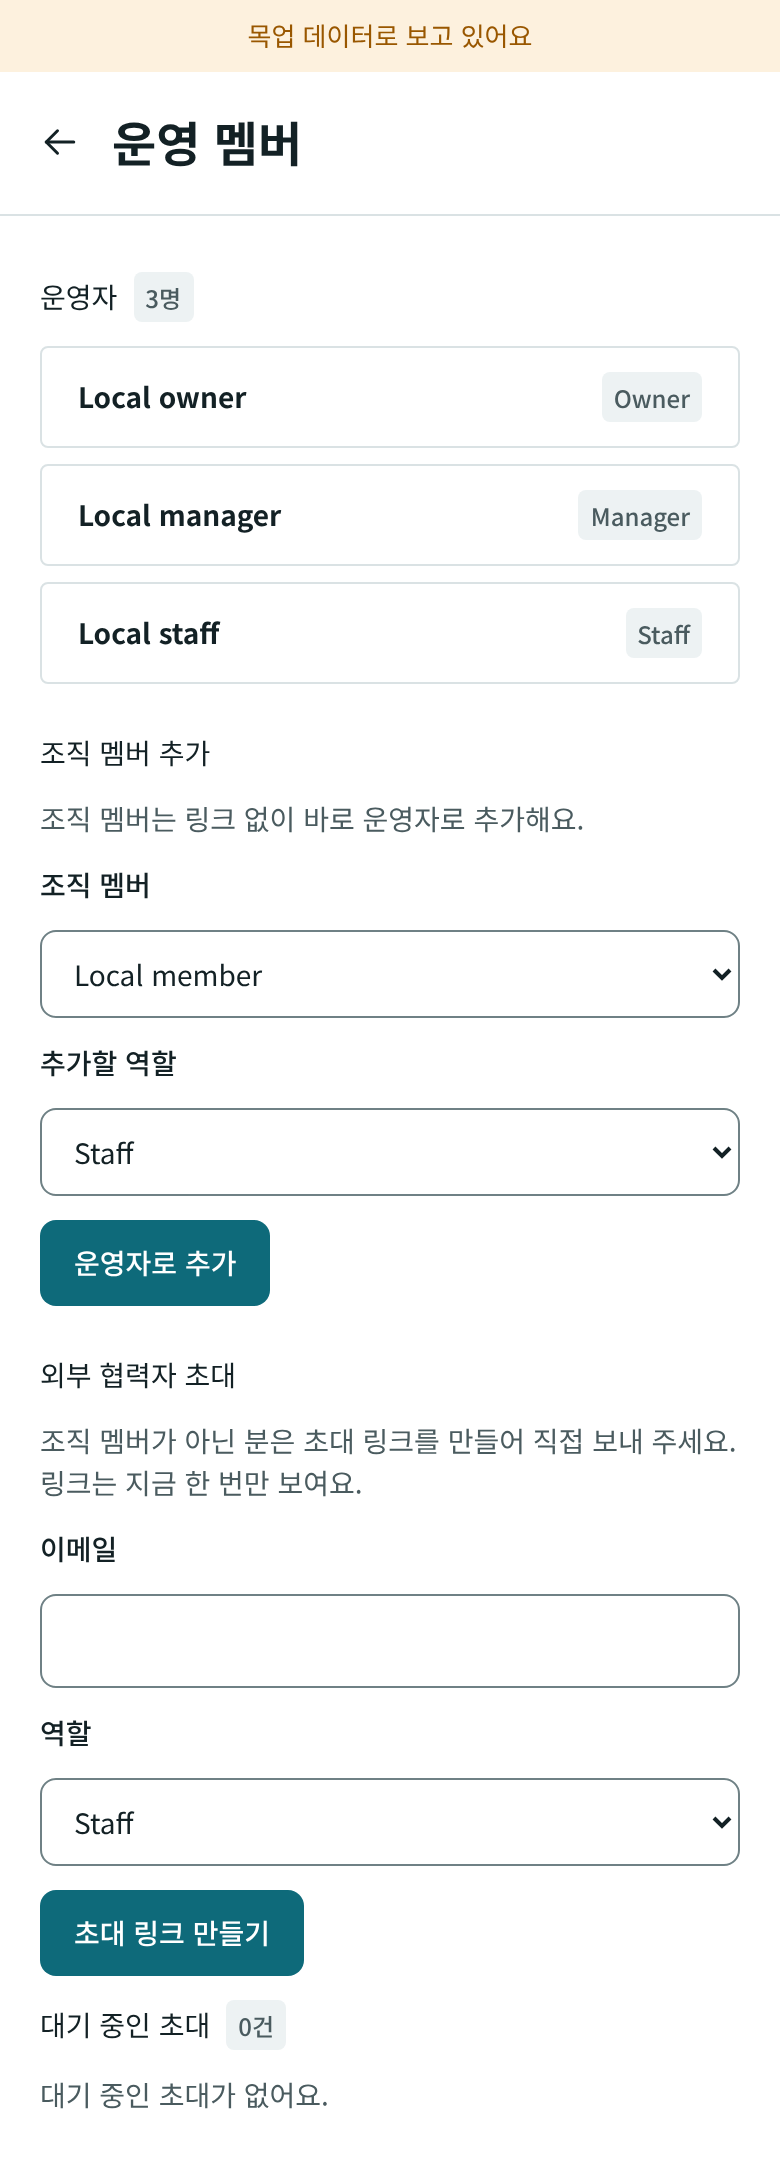 목업 데이터로 보고 있어요
운영 멤버
운영자 3명
Local owner Owner
Local manager Manager
Local staff Staff
조직 멤버 추가
조직 멤버는 링크 없이 바로 운영자로 추가해요.
조직 멤버
Local member
추가할 역할
Staff
운영자로 추가
외부 협력자 초대
조직 멤버가 아닌 분은 초대 링크를 만들어 직접 보내 주세요.
링크는 지금 한 번만 보여요.
이메일
역할
Staff
초대 링크 만들기
대기 중인 초대 0건
대기 중인 초대가 없어요.